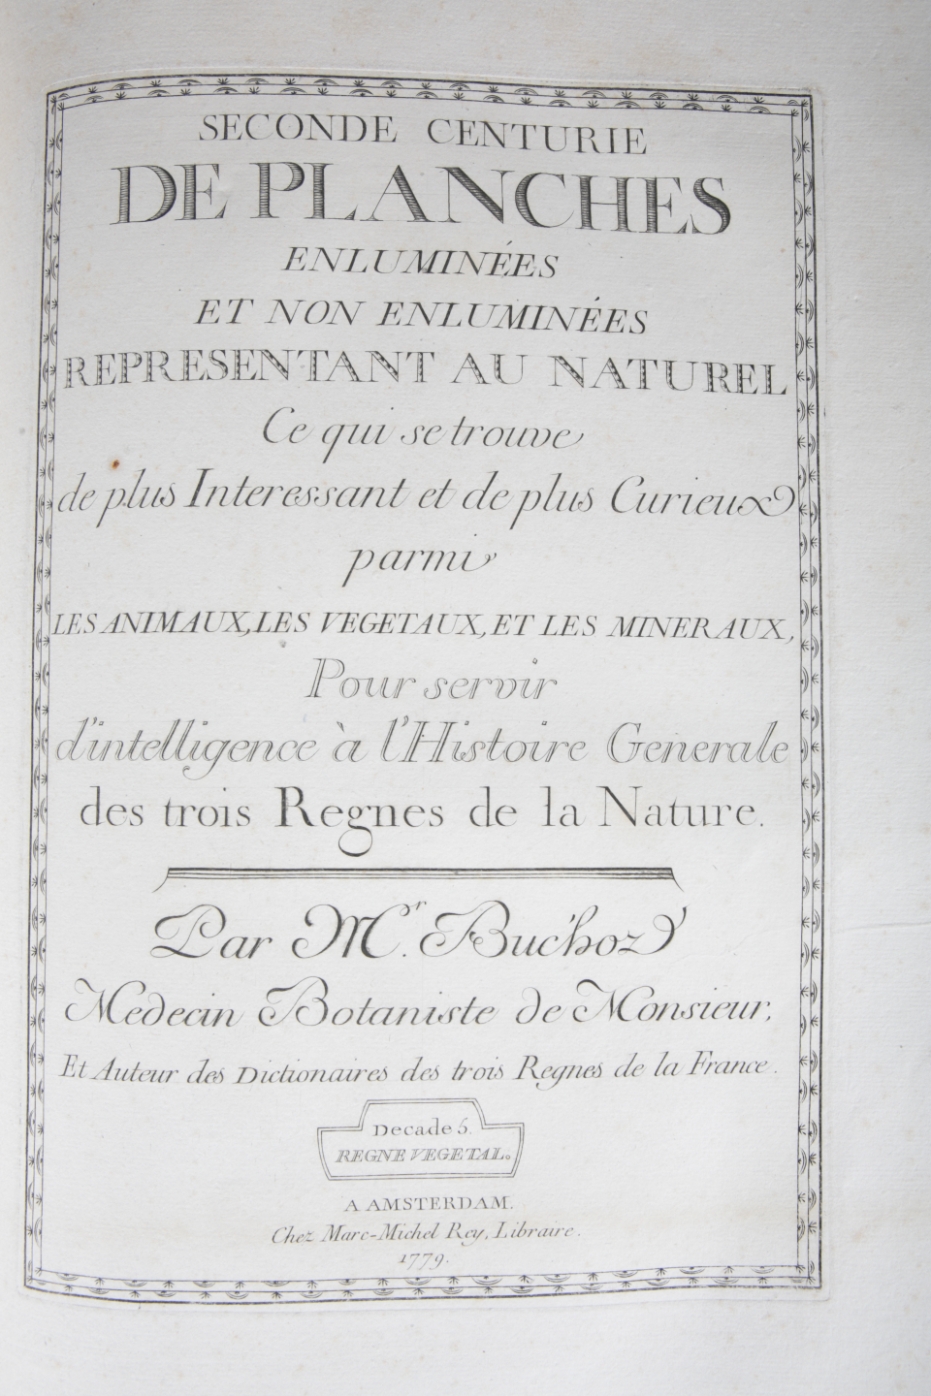 SECONDE CENTURIE
DE PLANCHES
ENLUMINÉES
ET NON ENLUMINÉES
REPRESENTANT AU NATUREL
Ce qui se trouve
de plus Interessant et de plus Curieux
parmi
LES ANIMAUX, LES VEGETAUX, ET LES MINERAUX,
Pour servir
d'intelligence à l'Histoire Generale
des trois Regnes de la Nature.
Par Mr. Buc'hoz
Medecin Botaniste de Monsieur,
Et Auteur des Dictionaires des trois Regnes de la France.
Decade 5.
REGNE VEGETAL.
A AMSTERDAM.
Chez Marc-Michel Rey, Libraire.
1779.